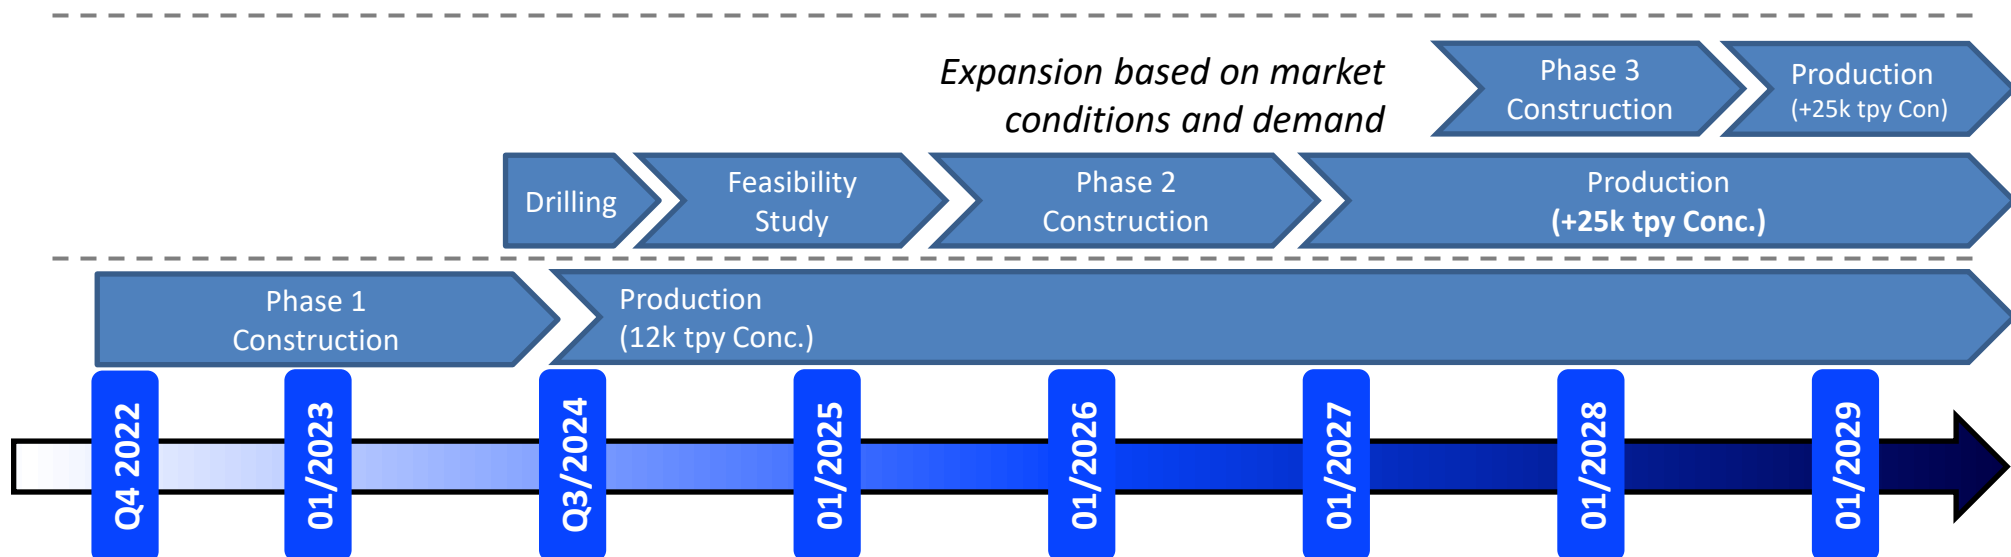 Expansion based on market
conditions and demand
Phase 3
Construction
Production
(+25k tpy Con)
Drilling
Feasibility
Study
Phase 2
Construction
Production
(+25k tpy Conc.)
Phase 1
Construction
Production
(12k tpy Conc.)
Q4 2022
01/2023
Q3/2024
01/2025
01/2026
01/2027
01/2028
01/2029